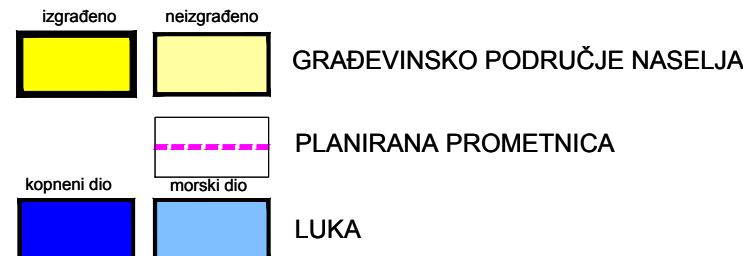 izgrađeno neizgrađeno
GRAĐEVINSKO PODRUČJE NASELJA
PLANIRANA PROMETNICA
kopneni dio morski dio
LUKA